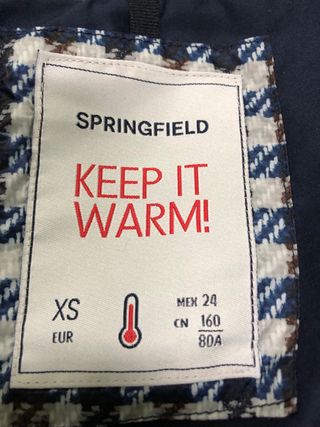 SPRINGFIELD
KEEP IT
WARM!
XS
EUR
MEX 24
CN 160
80A